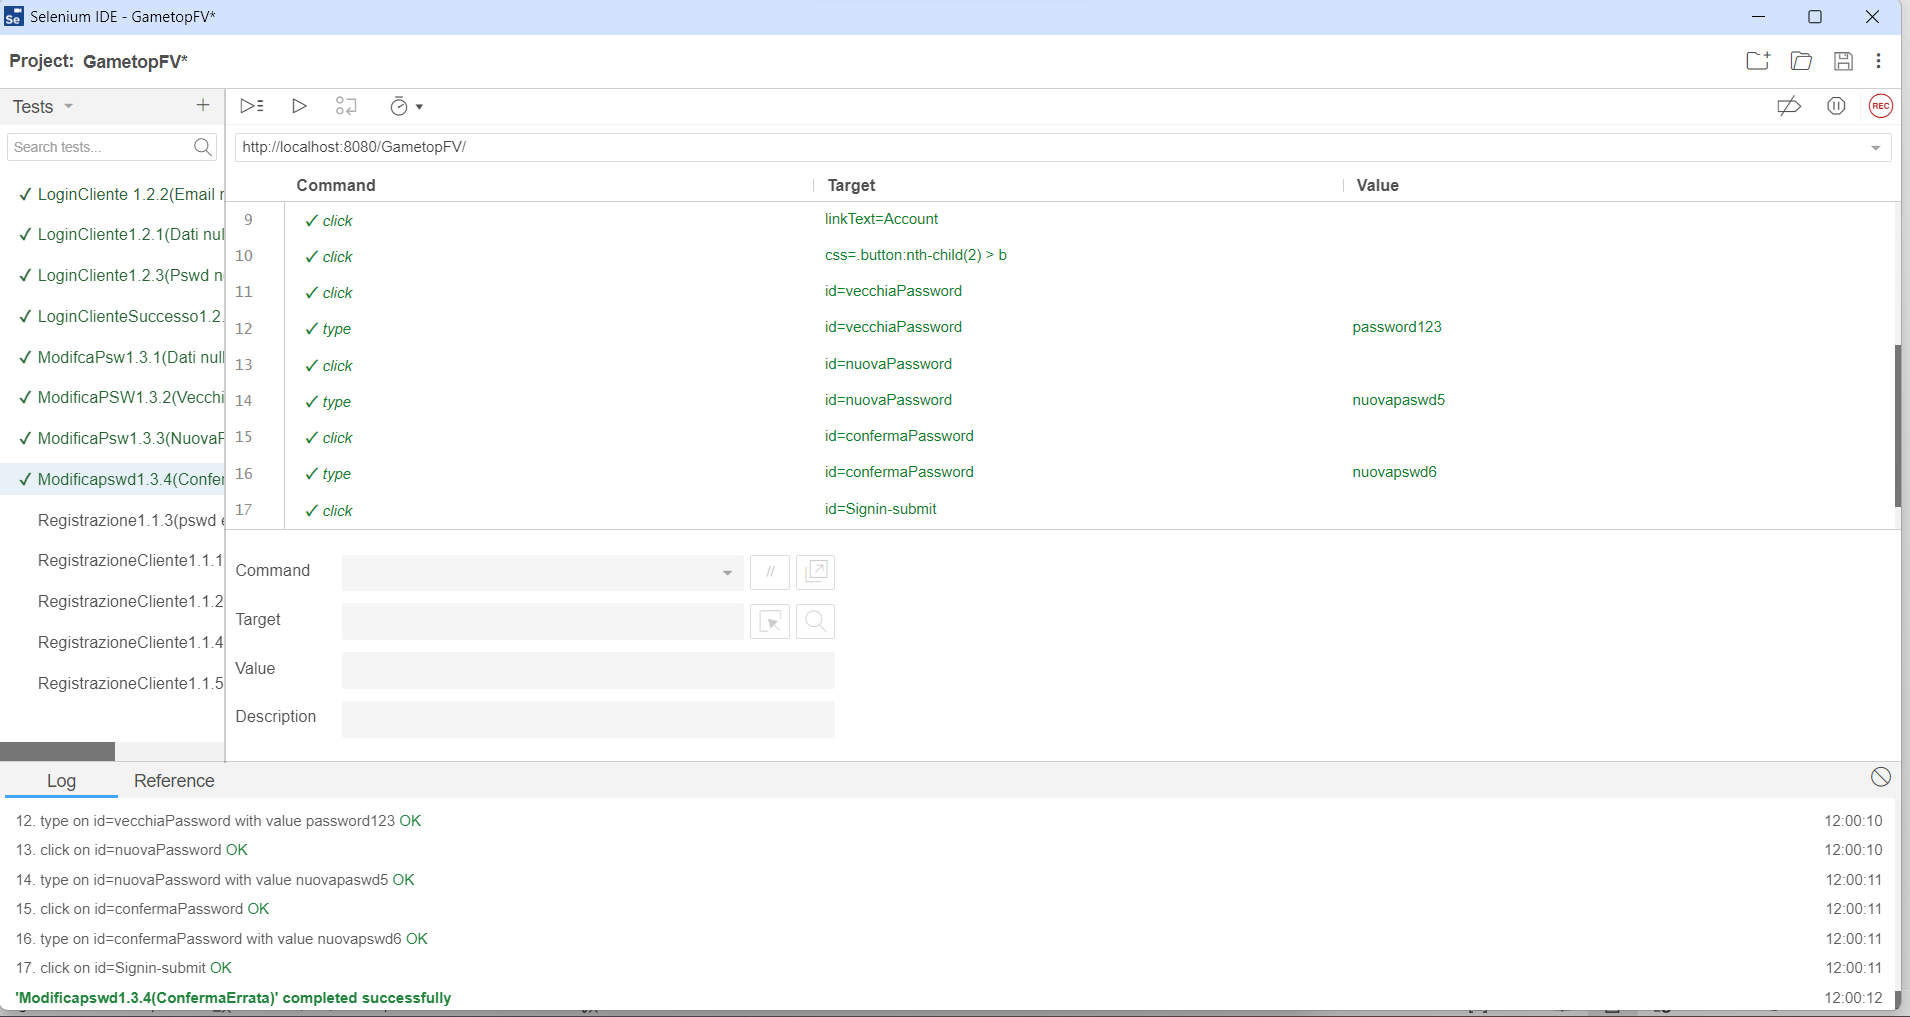 Selenium IDE - GametopFV*
Project: GametopFV*
Tests
Search tests...
http://localhost:8080/GametopFV/
REC
Command Target Value
LoginCliente 1.2.2(Email
LoginCliente1.2.1(Dati nul
LoginCliente1.2.3(Pswd n
LoginClienteSuccesso1.2.
ModifcaPsw1.3.1(Dati null
ModificaPSW1.3.2(Vecchi
ModificaPsw1.3.3(NuovaP
Modificapswd1.3.4(Confer
Registrazione1.1.3(pswd e
RegistrazioneCliente1.1.1
RegistrazioneCliente1.1.2
RegistrazioneCliente1.1.4
RegistrazioneCliente1.1.5
9 click linkText=Account
10 click css=.button:nth-child(2) > b
11 click id=vecchiaPassword
12 type id=vecchiaPassword password123
13 click id=nuovaPassword
14 type id=nuovaPassword nuovapaswd5
15 click id=confermaPassword
16 type id=confermaPassword nuovapswd6
17 click id=Signin-submit
Command //
Target
Value
Description
Log Reference
12. type on id=vecchiaPassword with value password123 OK 12:00:10
13. click on id=nuovaPassword OK 12:00:10
14. type on id=nuovaPassword with value nuovapaswd5 OK 12:00:11
15. click on id=confermaPassword OK 12:00:11
16. type on id=confermaPassword with value nuovapswd6 OK 12:00:11
17. click on id=Signin-submit OK 12:00:11
'Modificapswd1.3.4(ConfermaErrata)' completed successfully 12:00:12